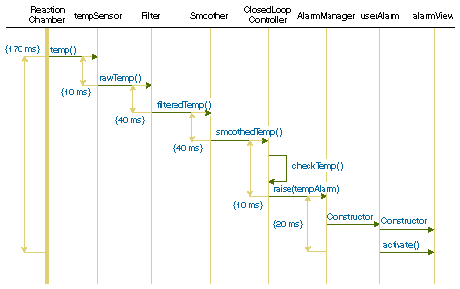 Reaction Chamber tempSensor Filter Smoother ClosedLoop Controller AlarmManager userAlarm alarmView
{170 ms} temp()
{10 ms} rawTemp()
{40 ms} filteredTemp()
{40 ms} smoothedTemp()
checkTemp()
{10 ms} raise(tempAlarm)
{20 ms} Constructor Constructor
activate()